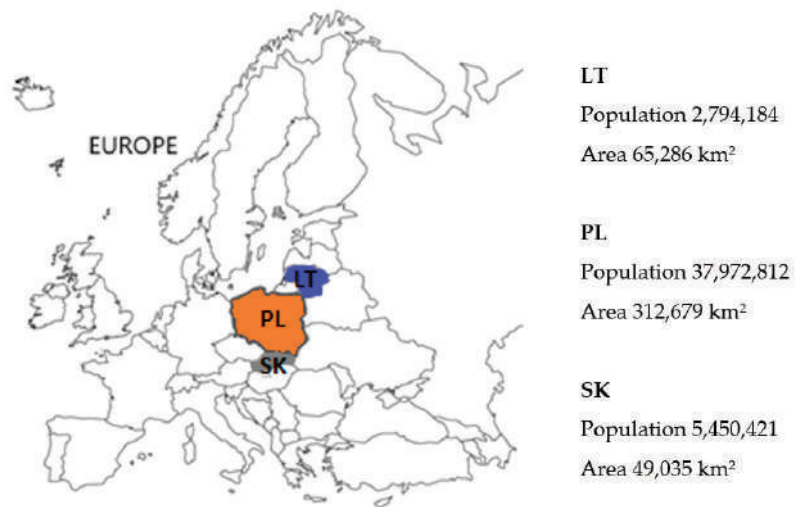 EUROPE
LT
PL
SK
LT
Population 2,794,184
Area 65,286 km²
PL
Population 37,972,812
Area 312,679 km²
SK
Population 5,450,421
Area 49,035 km²